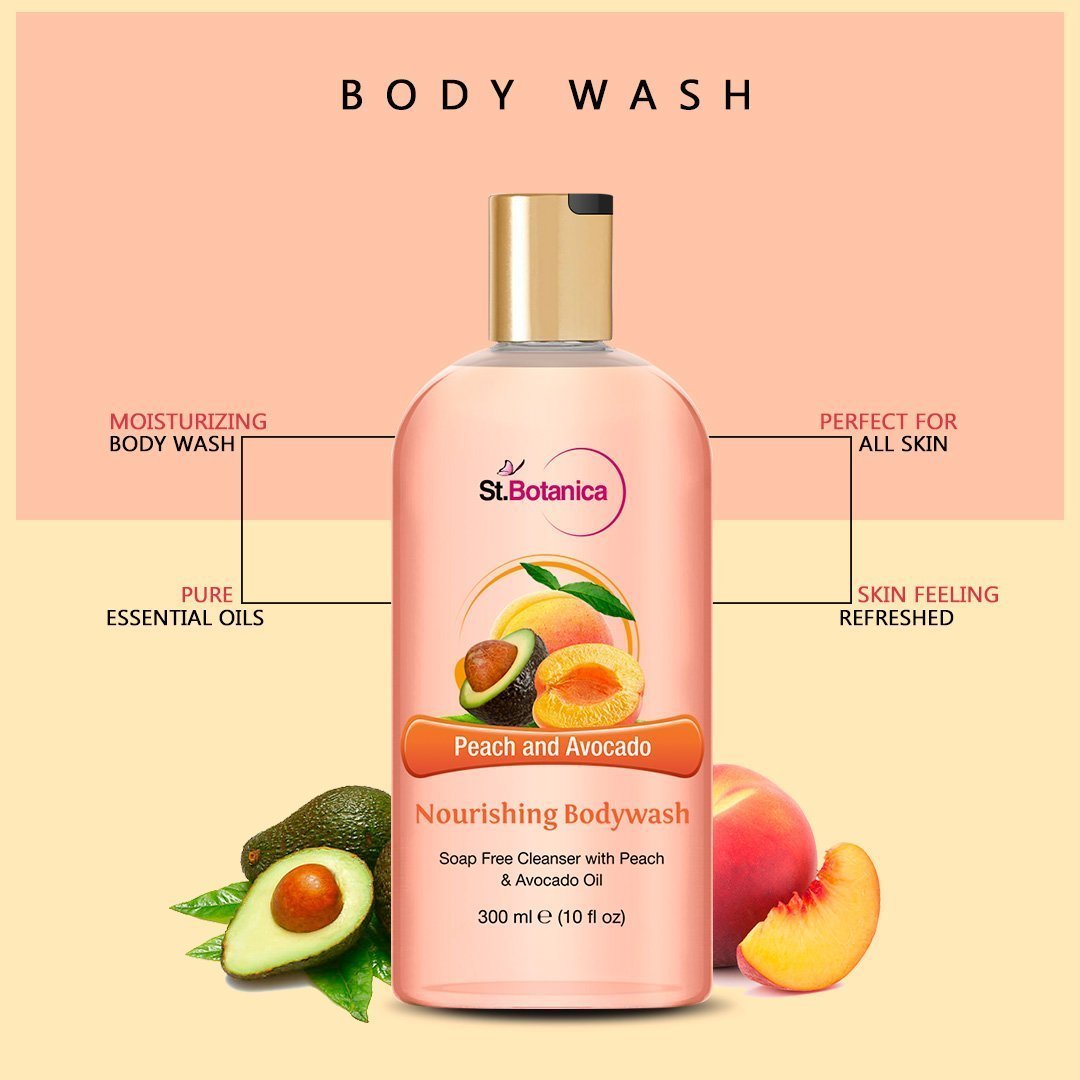 BODY WASH
MOISTURIZING
BODY WASH
PERFECT FOR
ALL SKIN
PURE
ESSENTIAL OILS
SKIN FEELING
REFRESHED
St.Botanica
Peach and Avocado
Nourishing Bodywash
Soap Free Cleanser with Peach
& Avocado Oil
300 ml ℮ (10 fl oz)